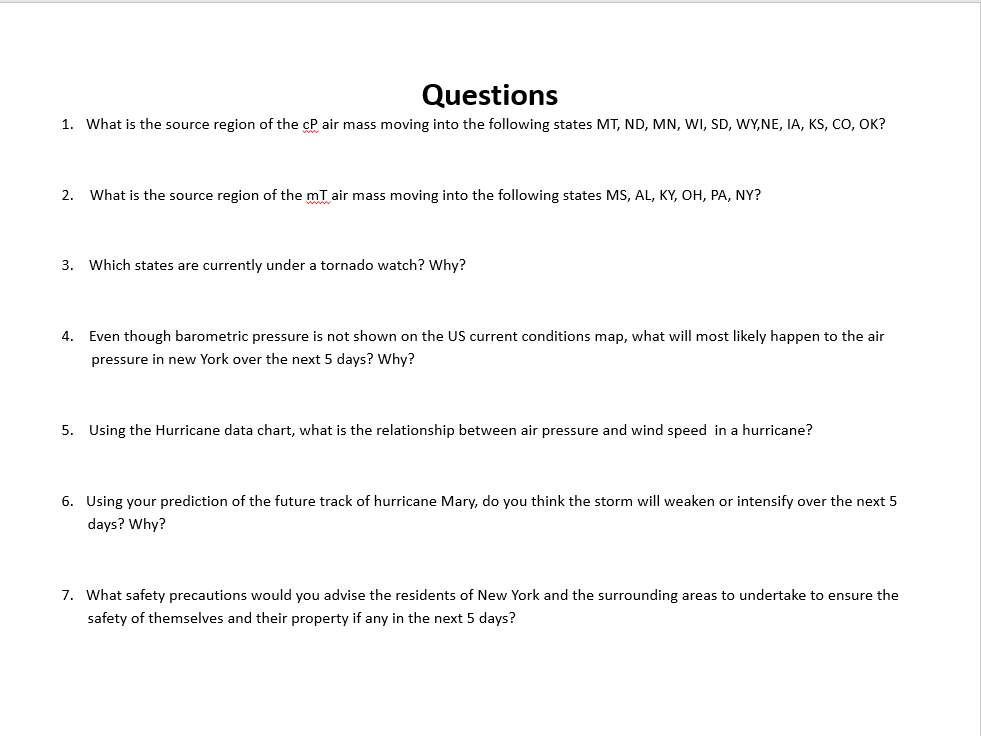 Questions
1. What is the source region of the cP air mass moving into the following states MT, ND, MN, WI, SD, WY,NE, IA, KS, CO, OK?
2. What is the source region of the mT air mass moving into the following states MS, AL, KY, OH, PA, NY?
3. Which states are currently under a tornado watch? Why?
4. Even though barometric pressure is not shown on the US current conditions map, what will most likely happen to the air
pressure in new York over the next 5 days? Why?
5. Using the Hurricane data chart, what is the relationship between air pressure and wind speed in a hurricane?
6. Using your prediction of the future track of hurricane Mary, do you think the storm will weaken or intensify over the next 5
days? Why?
7. What safety precautions would you advise the residents of New York and the surrounding areas to undertake to ensure the
safety of themselves and their property if any in the next 5 days?